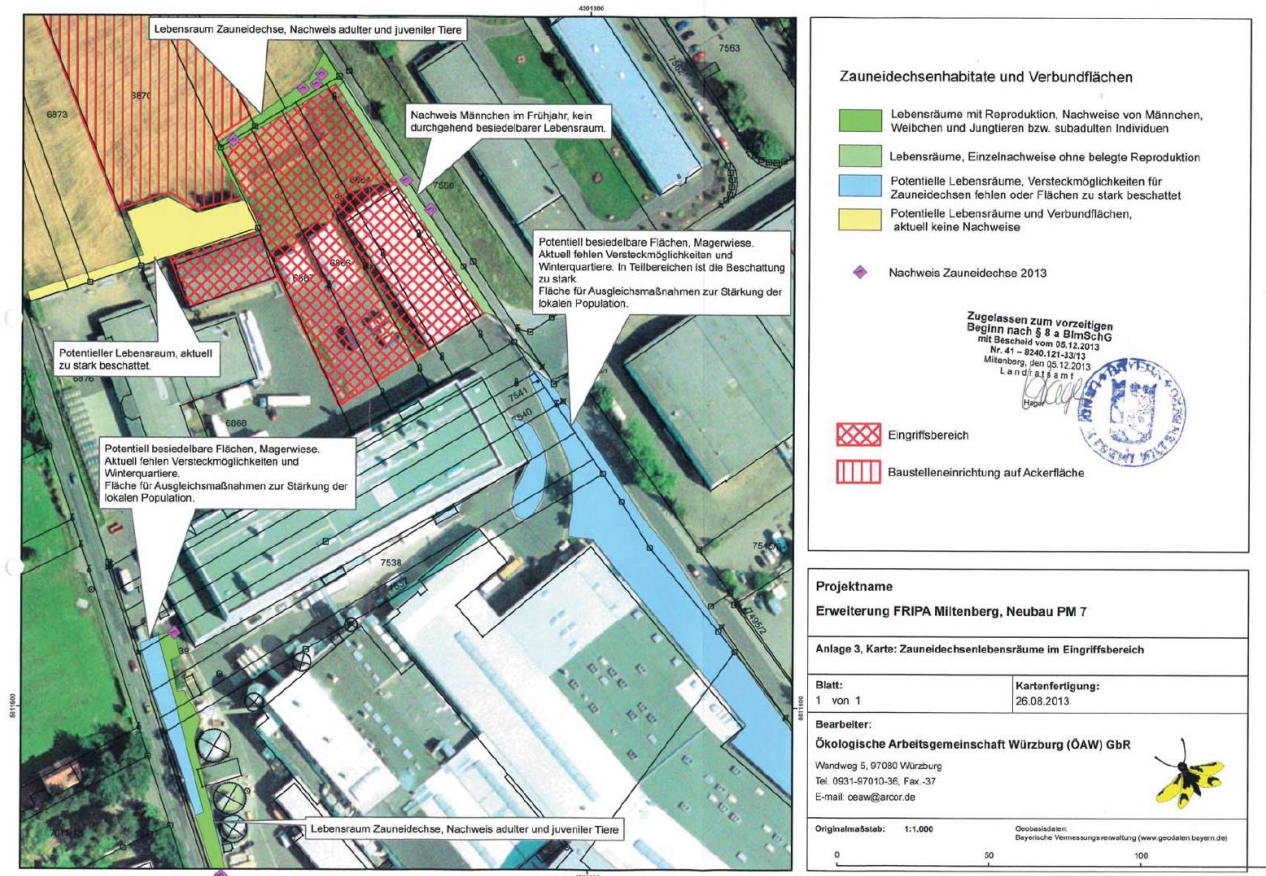 4301300
Lebensraum Zauneidechse, Nachweis adulter und juveniler Tiere
7563
6873
6870
Nachweis Männchen im Frühjahr, kein
durchgehend besiedelbarer Lebensraum.
7556
Potentiell besiedelbare Flächen, Magerwiese.
Aktuell fehlen Versteckmöglichkeiten und
Winterquartiere. In Teilbereichen ist die Beschattung
zu stark.
Fläche für Ausgleichsmaßnahmen zur Stärkung der
lokalen Population.
6866
6867
Potentieller Lebensraum, aktuell
zu stark beschattet.
6876
6868
7541
7540
Potentiell besiedelbare Flächen, Magerwiese.
Aktuell fehlen Versteckmöglichkeiten und
Winterquartiere.
Fläche für Ausgleichsmaßnahmen zur Stärkung der
lokalen Population.
7538
7537
7495/2
Lebensraum Zauneidechse, Nachweis adulter und juveniler Tiere
Zauneidechsenhabitate und Verbundflächen
Lebensräume mit Reproduktion, Nachweise von Männchen,
Weibchen und Jungtieren bzw. subadulten Individuen
Lebensräume, Einzelnachweise ohne belegte Reproduktion
Potentielle Lebensräume, Versteckmöglichkeiten für
Zauneidechsen fehlen oder Flächen zu stark beschattet
Potentielle Lebensräume und Verbundflächen,
aktuell keine Nachweise
Nachweis Zauneidechse 2013
Zugelassen zum vorzeitigen
Beginn nach § 8 a BImSchG
mit Bescheid vom 05.12.2013
Nr. 41 – 8240.121-33/13
Miltenberg, den 05.12.2013
Landratsamt
Eingriffsbereich
Baustelleneinrichtung auf Ackerfläche
Projektname
Erweiterung FRIPA Miltenberg, Neubau PM 7
Anlage 3, Karte: Zauneidechsenlebensräume im Eingriffsbereich
Blatt:
1 von 1
Kartenfertigung:
26.08.2013
Bearbeiter:
Ökologische Arbeitsgemeinschaft Würzburg (ÖAW) GbR
Wandweg 5, 97080 Würzburg
Tel. 0931-97010-36, Fax.-37
E-mail: oeaw@arcor.de
Originalmaßstab: 1:1.000
Geobasisdaten:
Bayerische Vermessungsverwaltung (www.geodaten.bayern.de)
0 50 100